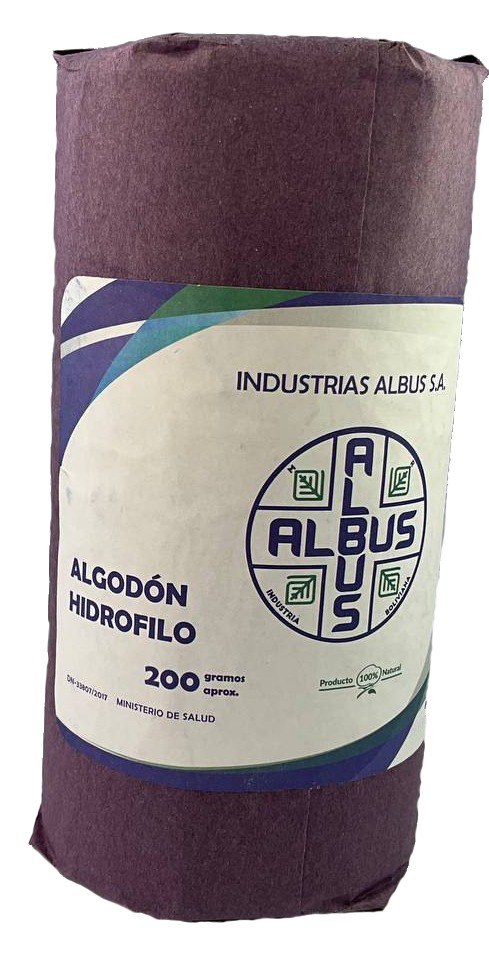 INDUSTRIAS ALBUS S.A.
ALBUS
ALBUS
INDUSTRIA
BOLIVIANA
ALGODÓN
HIDROFILO
200 gramos
aprox.
Producto 100% Natural
MINISTERIO DE SALUD